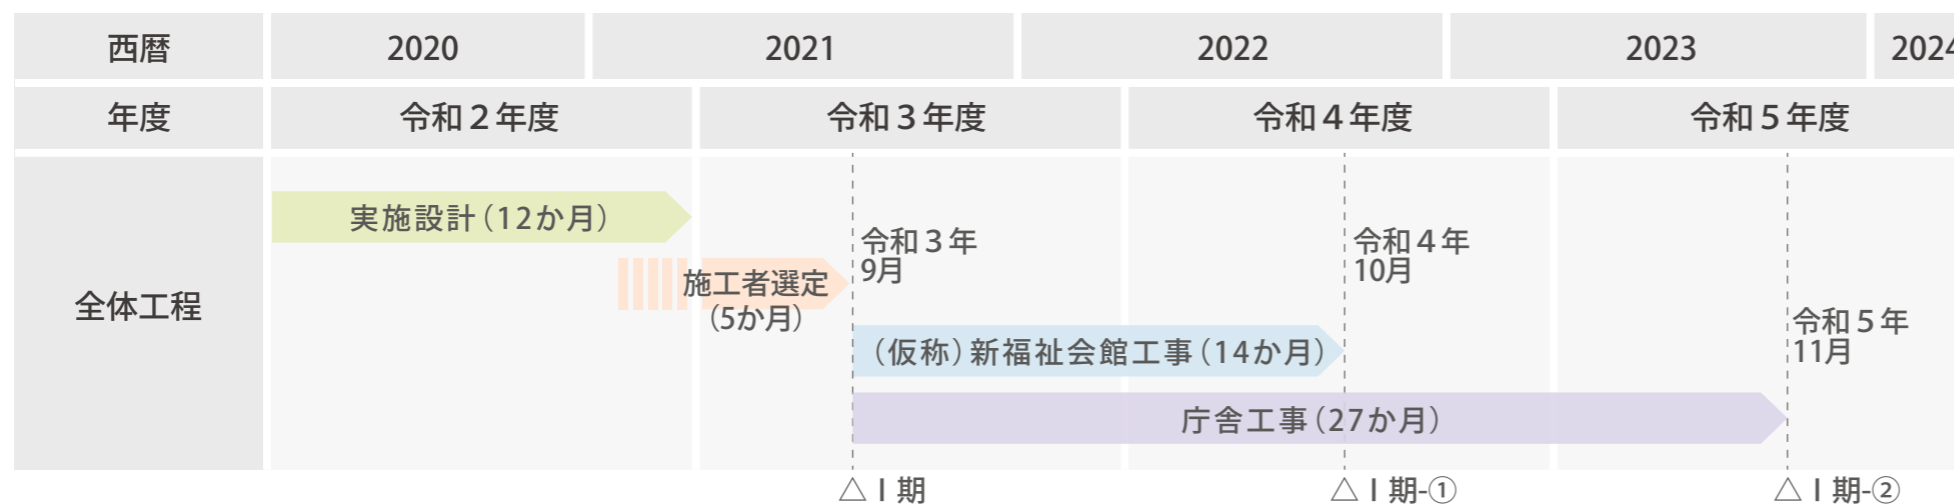 西暦
2020
2021
2022
2023
2024
年度
令和２年度
令和３年度
令和４年度
令和５年度
全体工程
実施設計（12か月）
施工者選定
（5か月）
令和３年
9月
（仮称）新福祉会館工事（14か月）
令和４年
10月
庁舎工事（27か月）
令和５年
11月
△Ⅰ期
△Ⅰ期-①
△Ⅰ期-②